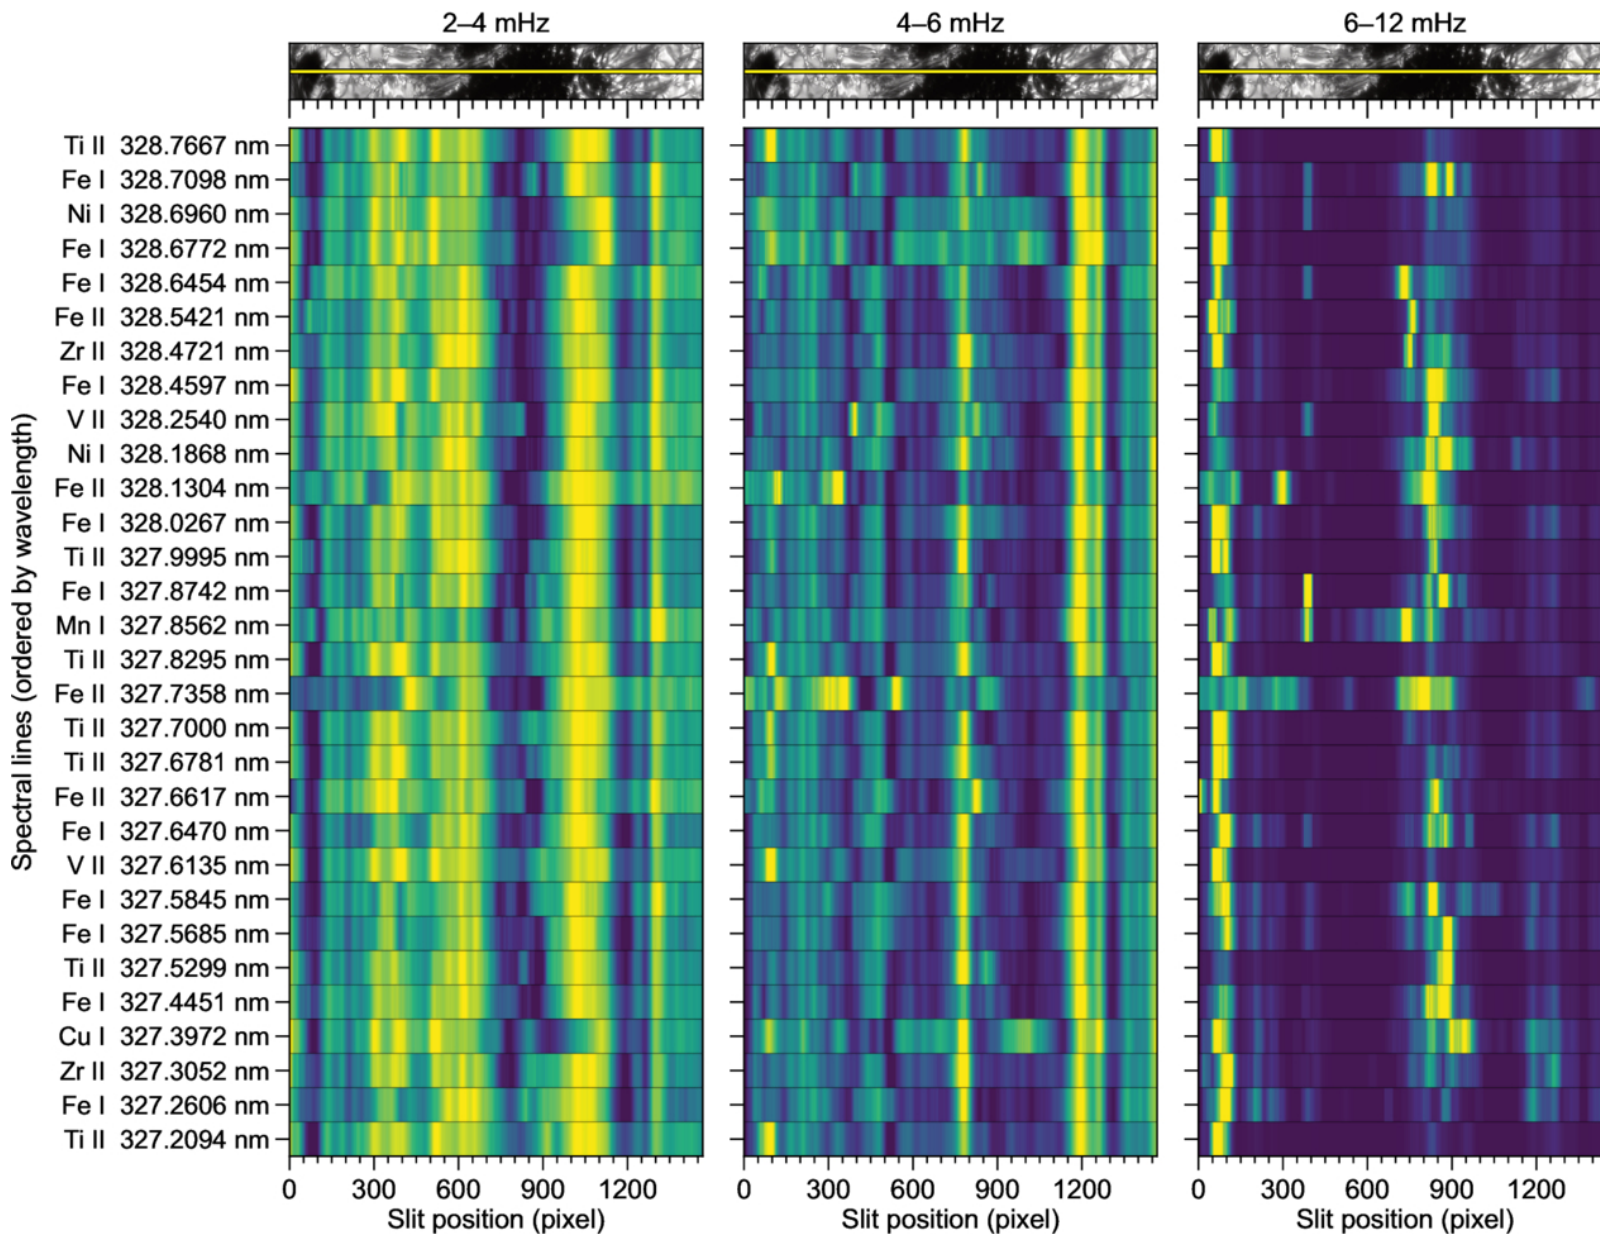 2–4 mHz
4–6 mHz
6–12 mHz
Spectral lines (ordered by wavelength)
Ti II 328.7667 nm
Fe I 328.7098 nm
Ni I 328.6960 nm
Fe I 328.6772 nm
Fe I 328.6454 nm
Fe II 328.5421 nm
Zr II 328.4721 nm
Fe I 328.4597 nm
V II 328.2540 nm
Ni I 328.1868 nm
Fe II 328.1304 nm
Fe I 328.0267 nm
Ti II 327.9995 nm
Fe I 327.8742 nm
Mn I 327.8562 nm
Ti II 327.8295 nm
Fe II 327.7358 nm
Ti II 327.7000 nm
Ti II 327.6781 nm
Fe II 327.6617 nm
Fe I 327.6470 nm
V II 327.6135 nm
Fe I 327.5845 nm
Fe I 327.5685 nm
Ti II 327.5299 nm
Fe I 327.4451 nm
Cu I 327.3972 nm
Zr II 327.3052 nm
Fe I 327.2606 nm
Ti II 327.2094 nm
0 300 600 900 1200
Slit position (pixel)
0 300 600 900 1200
Slit position (pixel)
0 300 600 900 1200
Slit position (pixel)